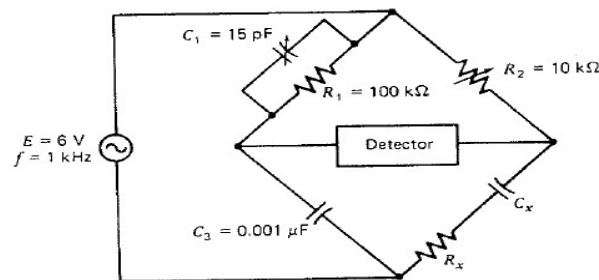 C₁ = 15 pF
R₁ = 100 kΩ
R₂ = 10 kΩ
E = 6 V
f = 1 kHz
Detector
C₃ = 0.001 μF
Cₓ
Rₓ